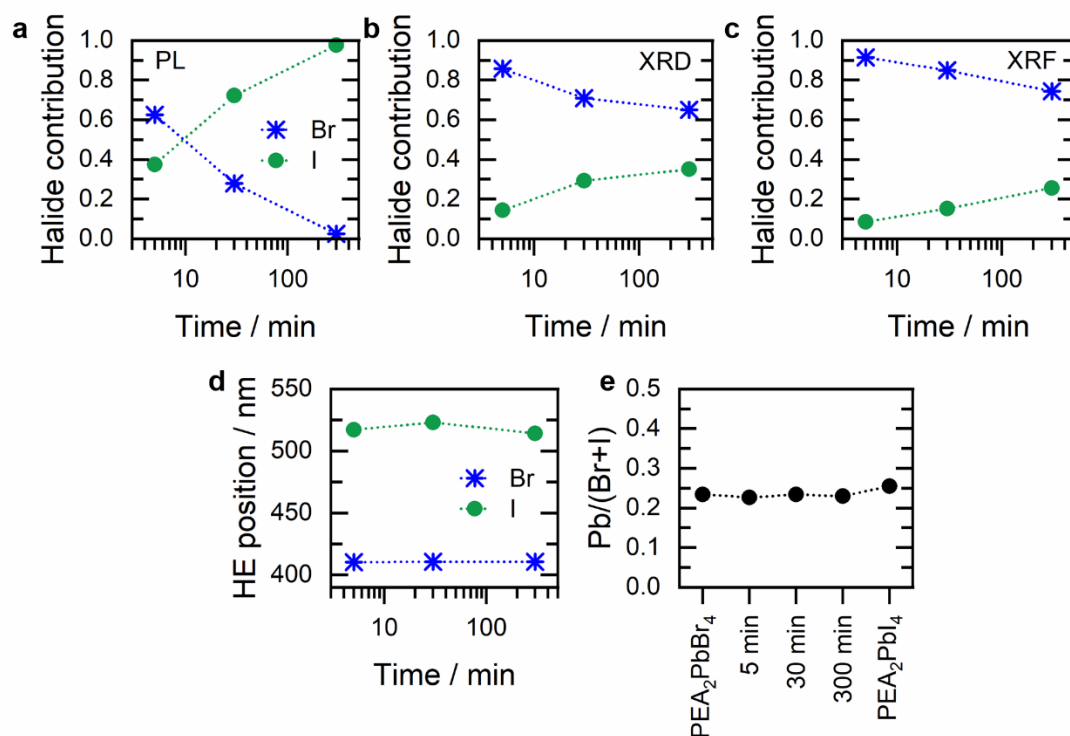 a
PL
Halide contribution
1.0
0.8
0.6
0.4
0.2
0.0
Br
I
10
100
Time / min
b
XRD
Halide contribution
1.0
0.8
0.6
0.4
0.2
0.0
10
100
Time / min
c
XRF
Halide contribution
1.0
0.8
0.6
0.4
0.2
0.0
10
100
Time / min
d
HE position / nm
550
500
450
400
Br
I
10
100
Time / min
e
Pb/(Br+I)
0.5
0.4
0.3
0.2
0.1
0.0
PEA₂PbBr₄
5 min
30 min
300 min
PEA₂PbI₄